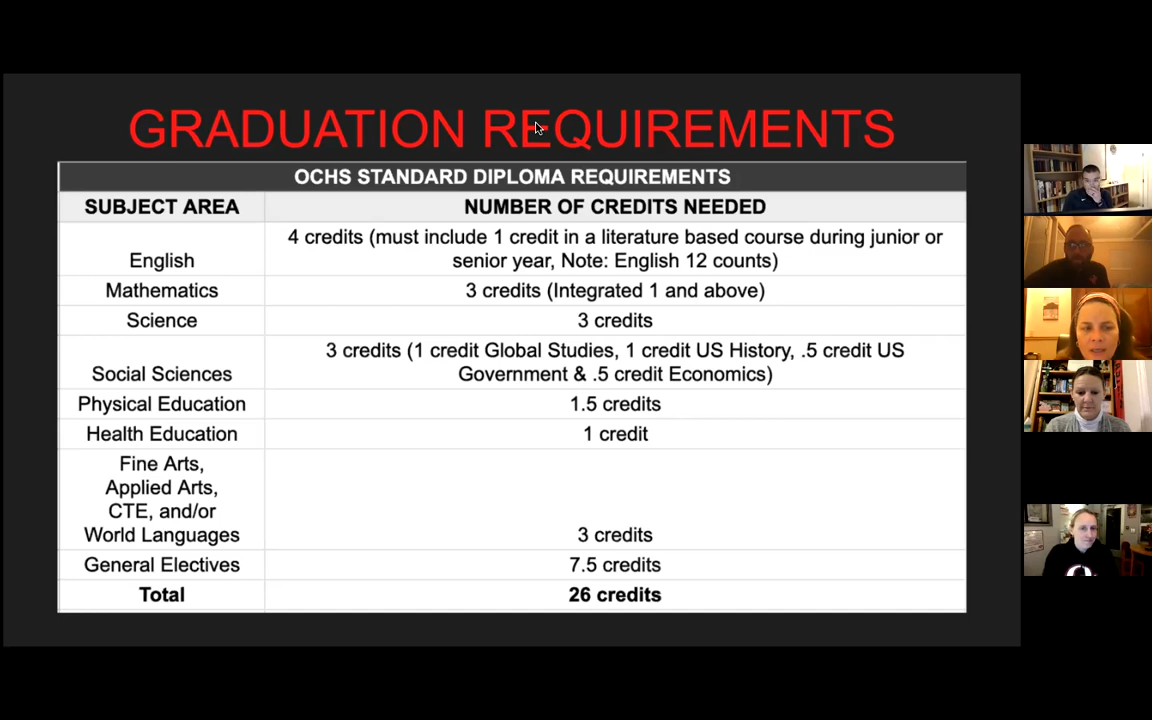 GRADUATION REQUIREMENTS
OCHS STANDARD DIPLOMA REQUIREMENTS
SUBJECT AREA NUMBER OF CREDITS NEEDED
English 4 credits (must include 1 credit in a literature based course during junior or
senior year, Note: English 12 counts)
Mathematics 3 credits (Integrated 1 and above)
Science 3 credits
Social Sciences 3 credits (1 credit Global Studies, 1 credit US History, .5 credit US
Government & .5 credit Economics)
Physical Education 1.5 credits
Health Education 1 credit
Fine Arts,
Applied Arts,
CTE, and/or
World Languages 3 credits
General Electives 7.5 credits
Total 26 credits